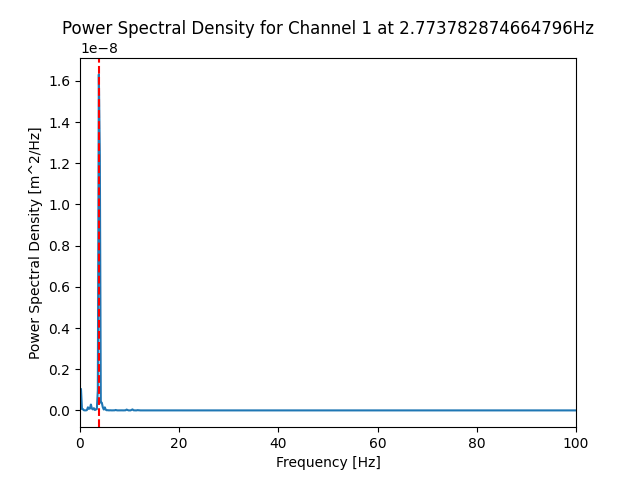 Power Spectral Density for Channel 1 at 2.773782874664796Hz
1e−8
1.6
1.4
1.2
1.0
0.8
0.6
0.4
0.2
0.0
Power Spectral Density [m^2/Hz]
0 20 40 60 80 100
Frequency [Hz]